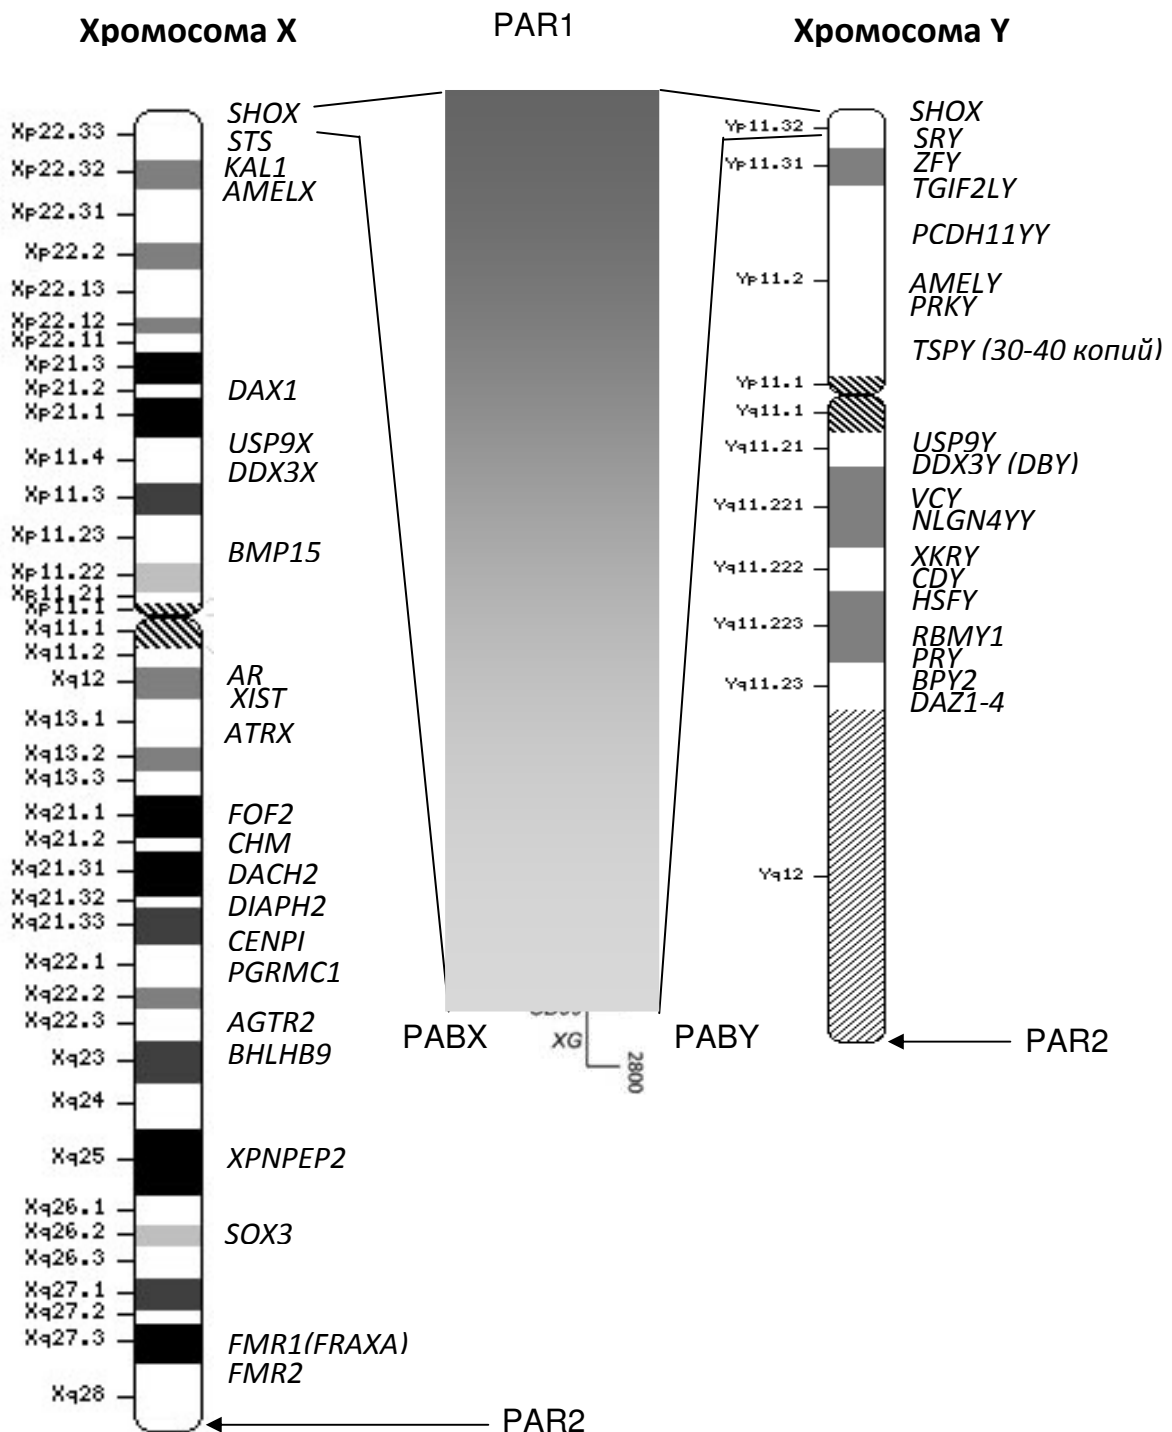 Хромосома X
PAR1
Хромосома Y
Xp22.33
Xp22.32
Xp22.31
Xp22.2
Xp22.13
Xp22.12
Xp22.11
Xp21.3
Xp21.2
Xp21.1
Xp11.4
Xp11.3
Xp11.23
Xp11.22
Xp11.21
Xp11.1
Xq11.1
Xq11.2
Xq12
Xq13.1
Xq13.2
Xq13.3
Xq21.1
Xq21.2
Xq21.31
Xq21.32
Xq21.33
Xq22.1
Xq22.2
Xq22.3
Xq23
Xq24
Xq25
Xq26.1
Xq26.2
Xq26.3
Xq27.1
Xq27.2
Xq27.3
Xq28
SHOX
STS
KAL1
AMELX
DAX1
USP9X
DDX3X
BMP15
AR
XIST
ATRX
FOF2
CHM
DACH2
DIAPH2
CENPI
PGRMC1
AGTR2
BHLHB9
XPNPEP2
SOX3
FMR1(FRAXA)
FMR2
PAR2
PABX
XG
2800
PABY
Yp11.32
Yp11.31
Yp11.2
Yp11.1
Yq11.1
Yq11.21
Yq11.221
Yq11.222
Yq11.223
Yq11.23
Yq12
SHOX
SRY
ZFY
TGIF2LY
PCDH11YY
AMELY
PRKY
TSPY (30-40 копий)
USP9Y
DDX3Y (DBY)
VCY
NLGN4YY
XKRY
CDY
HSFY
RBMY1
PRY
BPY2
DAZ1-4
PAR2